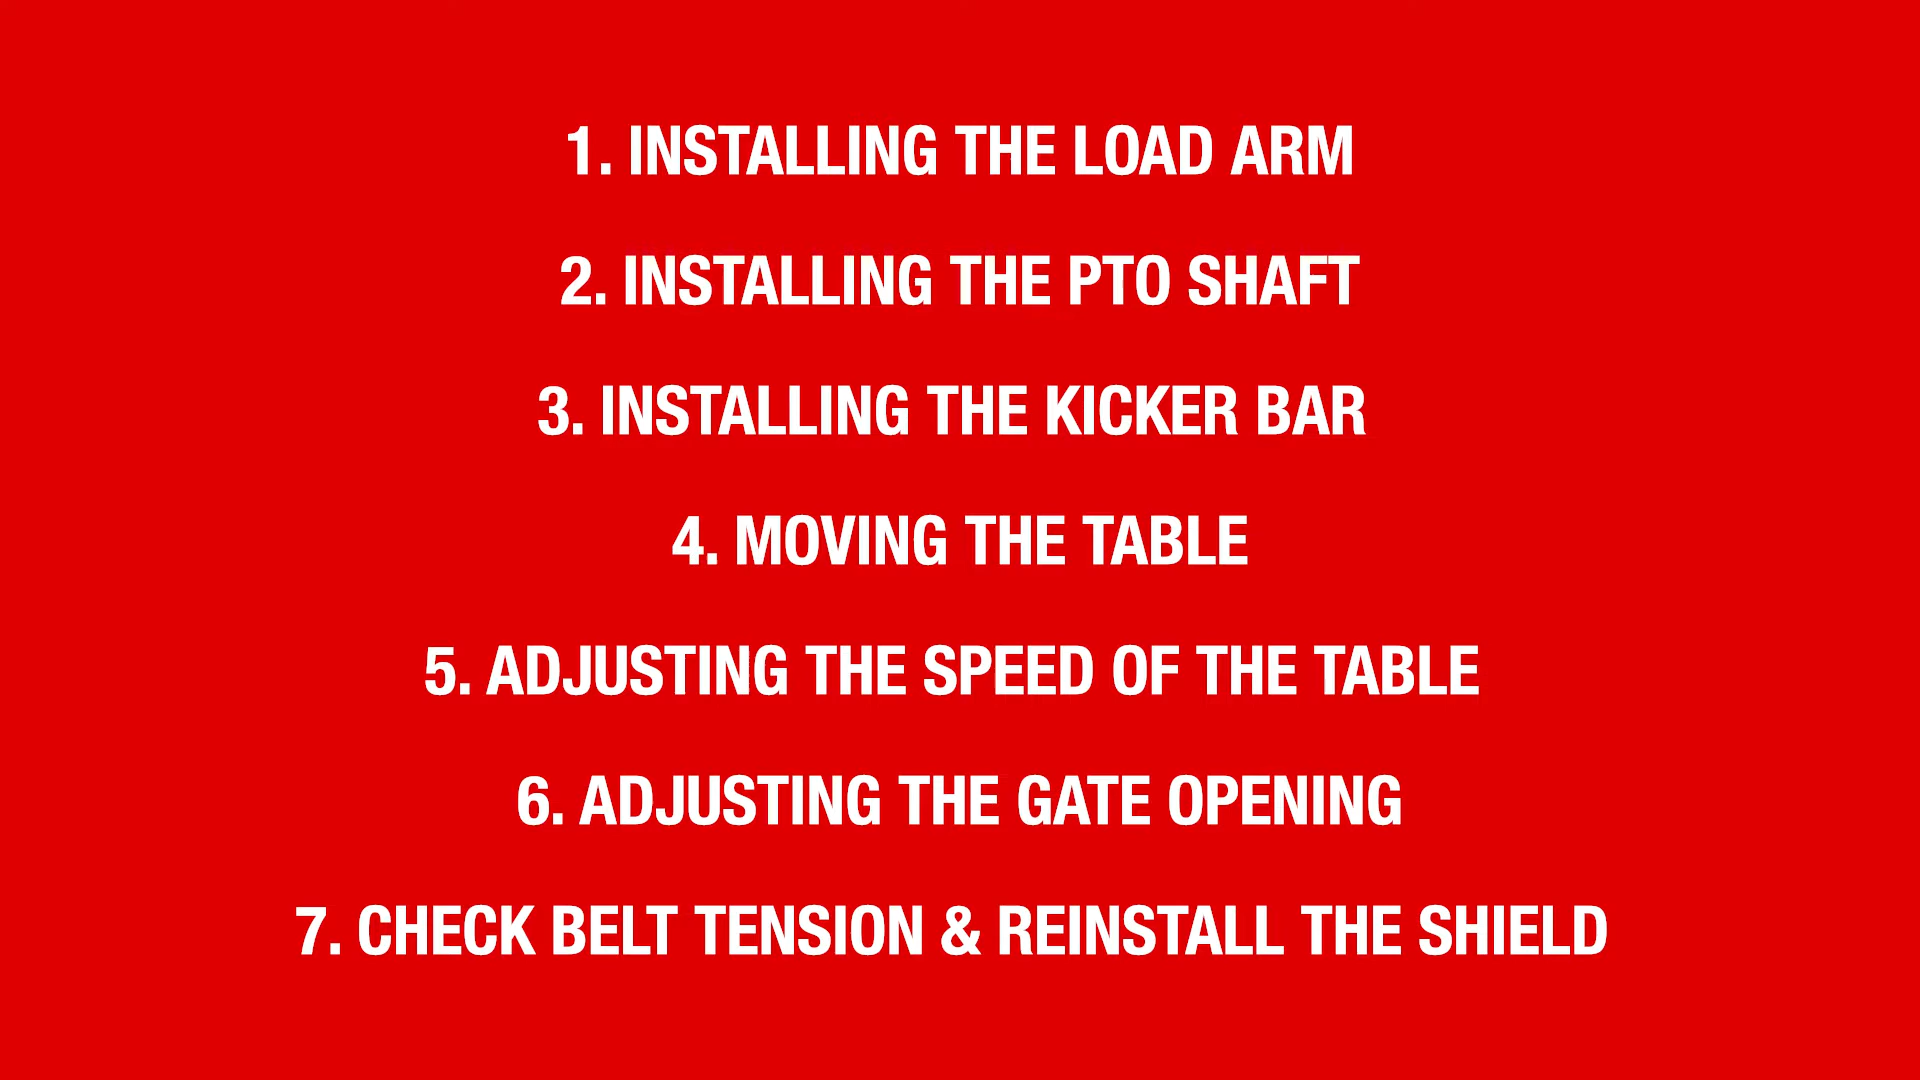 1. INSTALLING THE LOAD ARM
2. INSTALLING THE PTO SHAFT
3. INSTALLING THE KICKER BAR
4. MOVING THE TABLE
5. ADJUSTING THE SPEED OF THE TABLE
6. ADJUSTING THE GATE OPENING
7. CHECK BELT TENSION & REINSTALL THE SHIELD